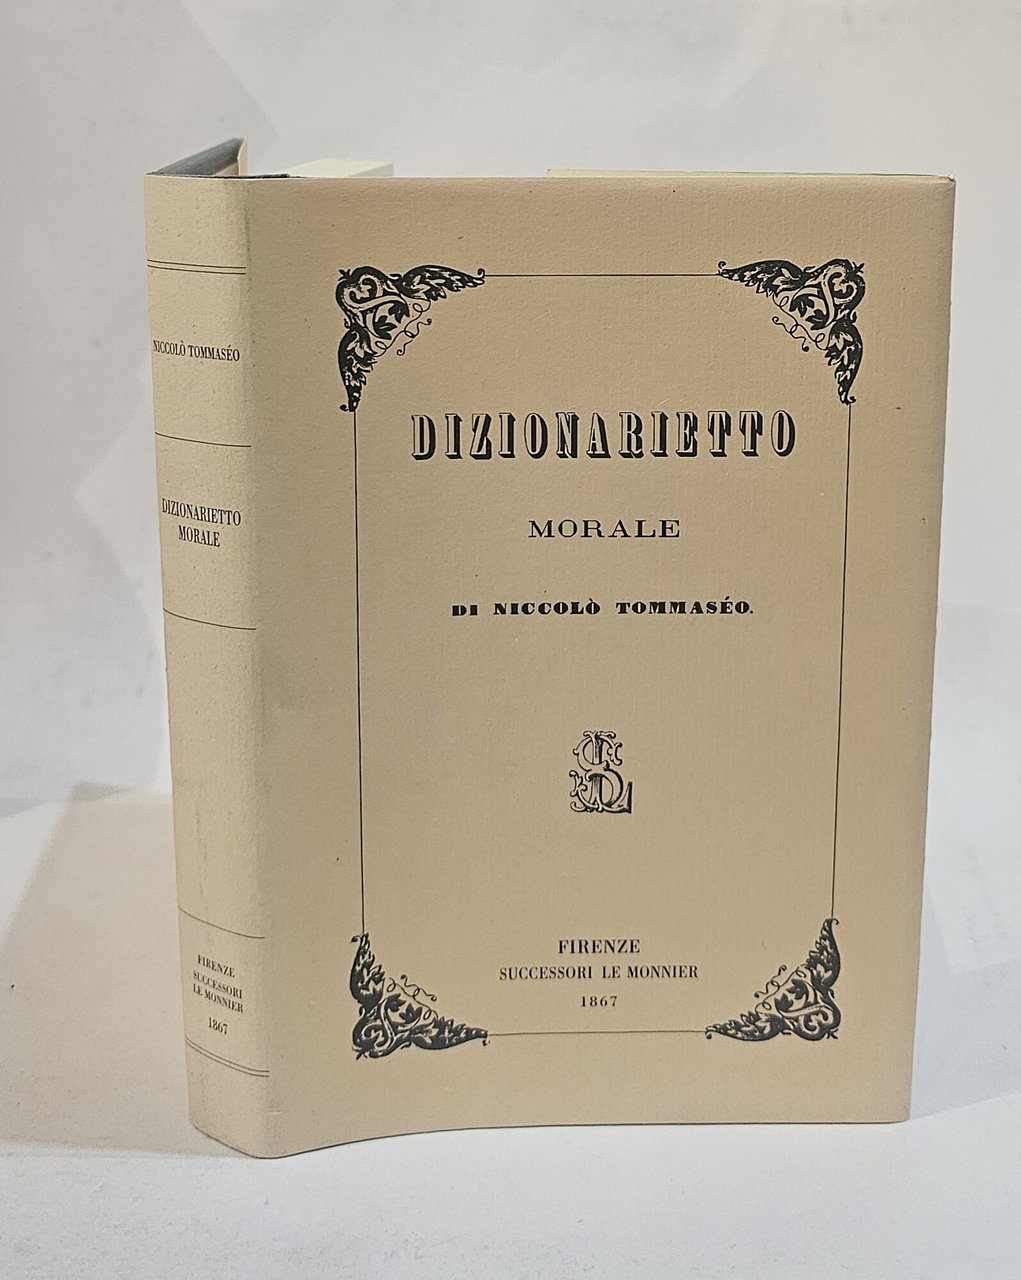 NICCOLÒ TOMMASÉO
DIZIONARIETTO
MORALE
FIRENZE
SUCCESSORI
LE MONNIER
1867
DIZIONARIETTO
MORALE
DI NICCOLÒ TOMMASÉO.
FIRENZE
SUCCESSORI LE MONNIER
1867